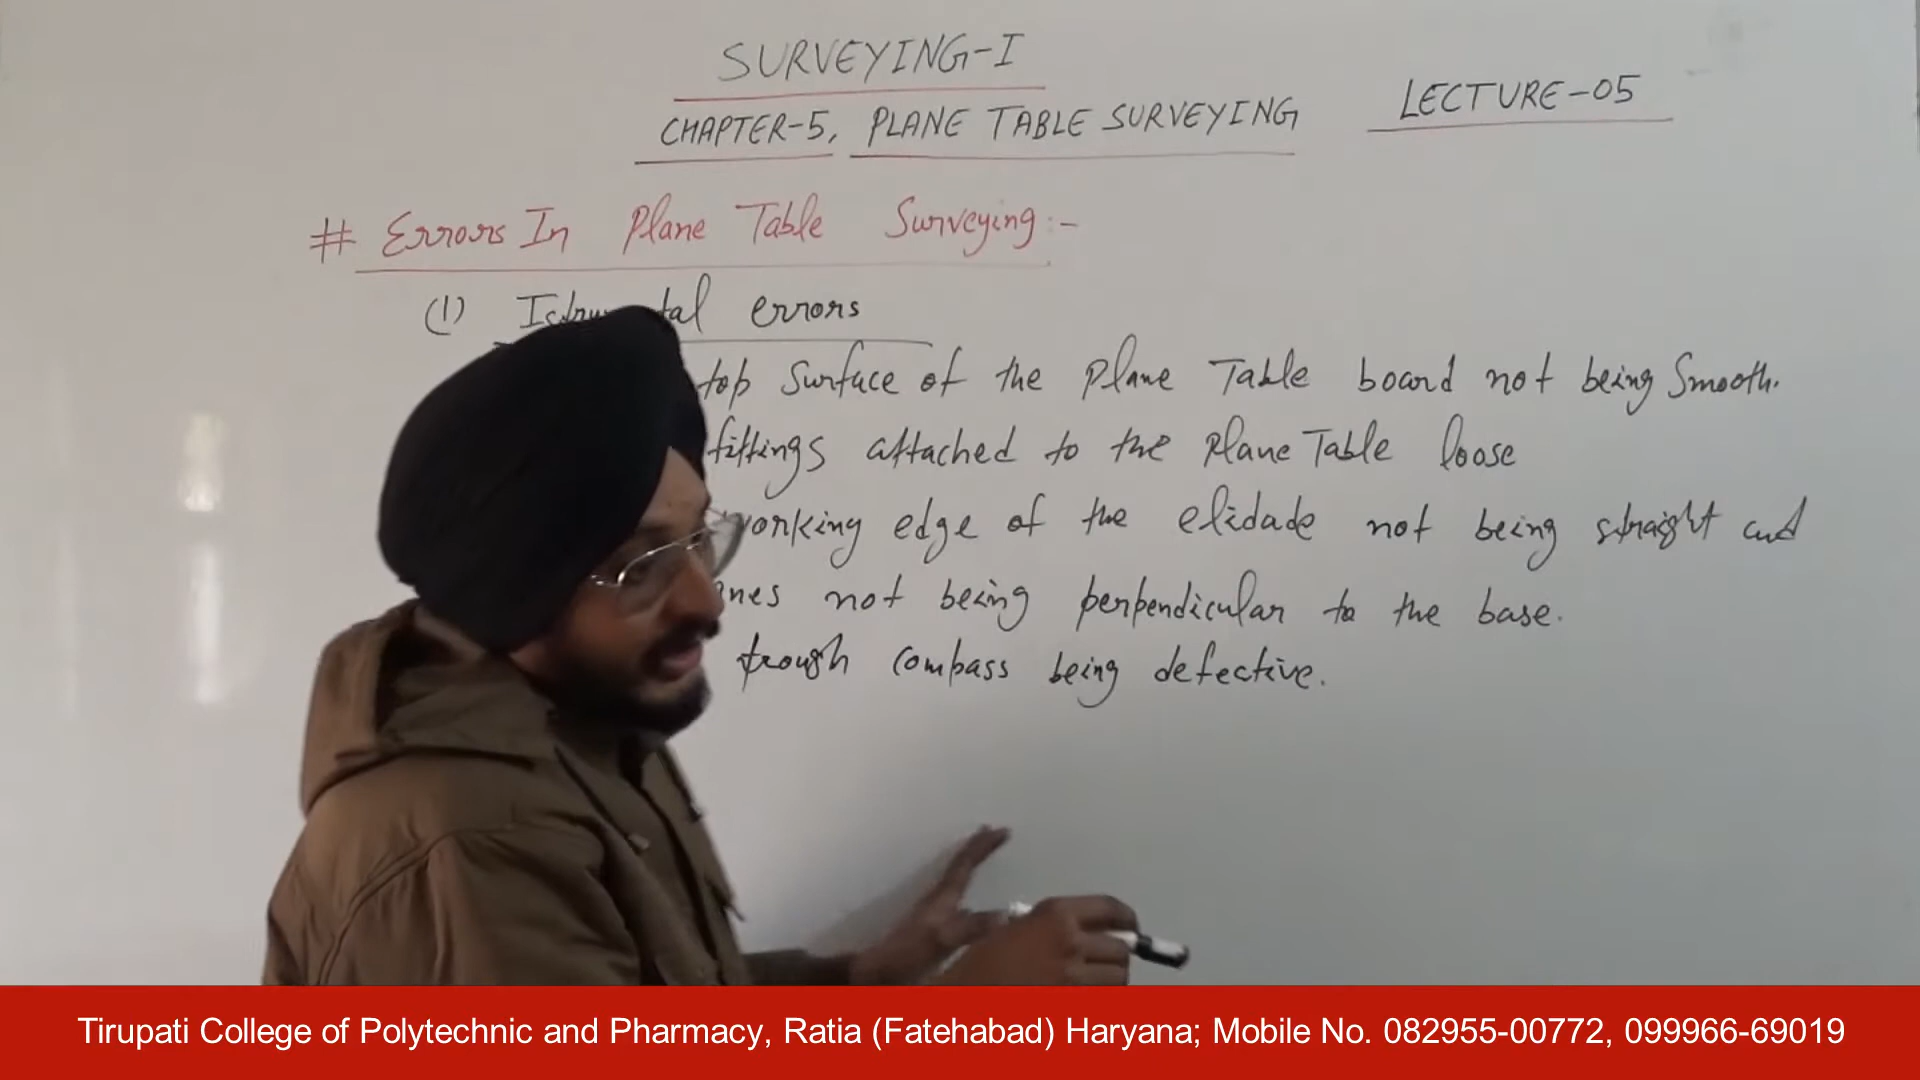 SURVEYING-I
CHAPTER-5, PLANE TABLE SURVEYING
LECTURE-05
# Errors In Plane Table Surveying:-
(1) errors
top surface of the plane Table board not being Smooth.
fittings attached to the plane Table loose
working edge of the elidade not being straight and
not being perpendicular to the base.
trough compass being defective.
Tirupati College of Polytechnic and Pharmacy, Ratia (Fatehabad) Haryana; Mobile No. 082955-00772, 099966-69019